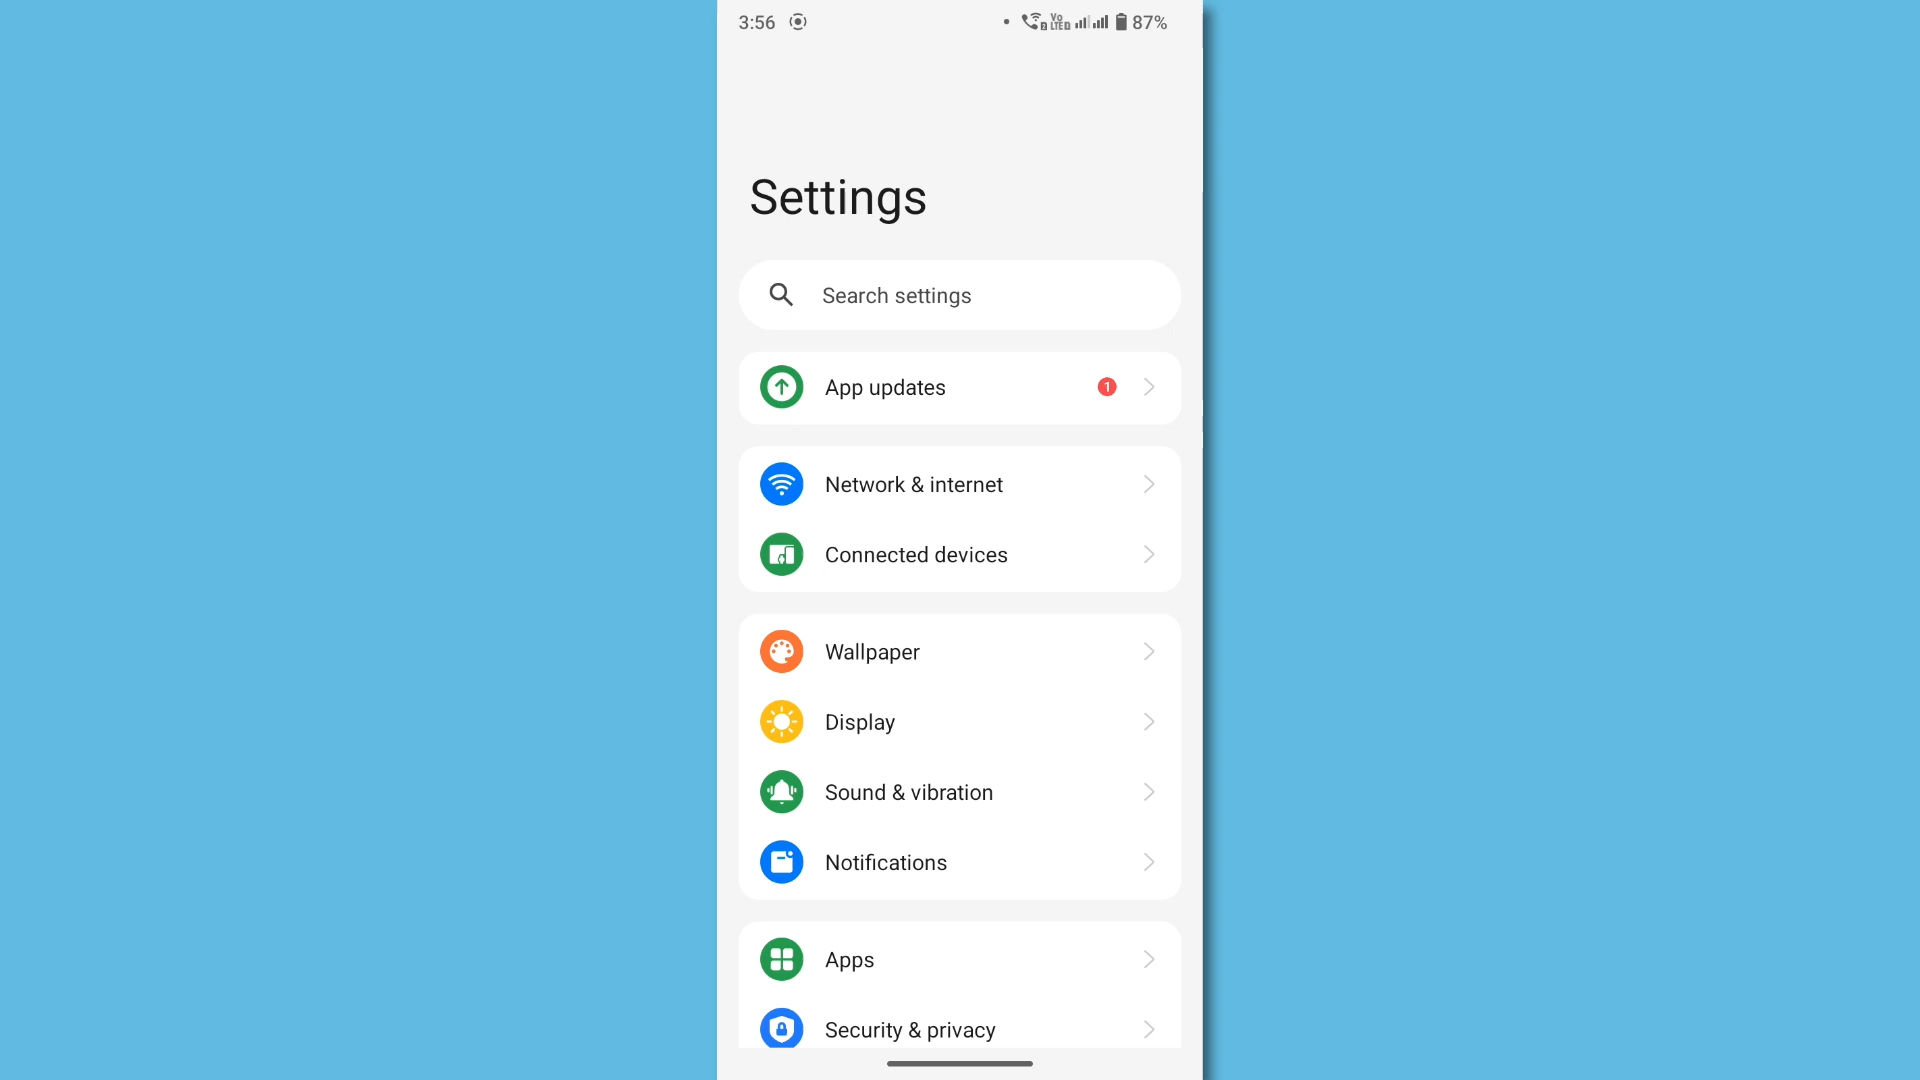 3:56 87%
Settings
Search settings
App updates 1
Network & internet
Connected devices
Wallpaper
Display
Sound & vibration
Notifications
Apps
Security & privacy